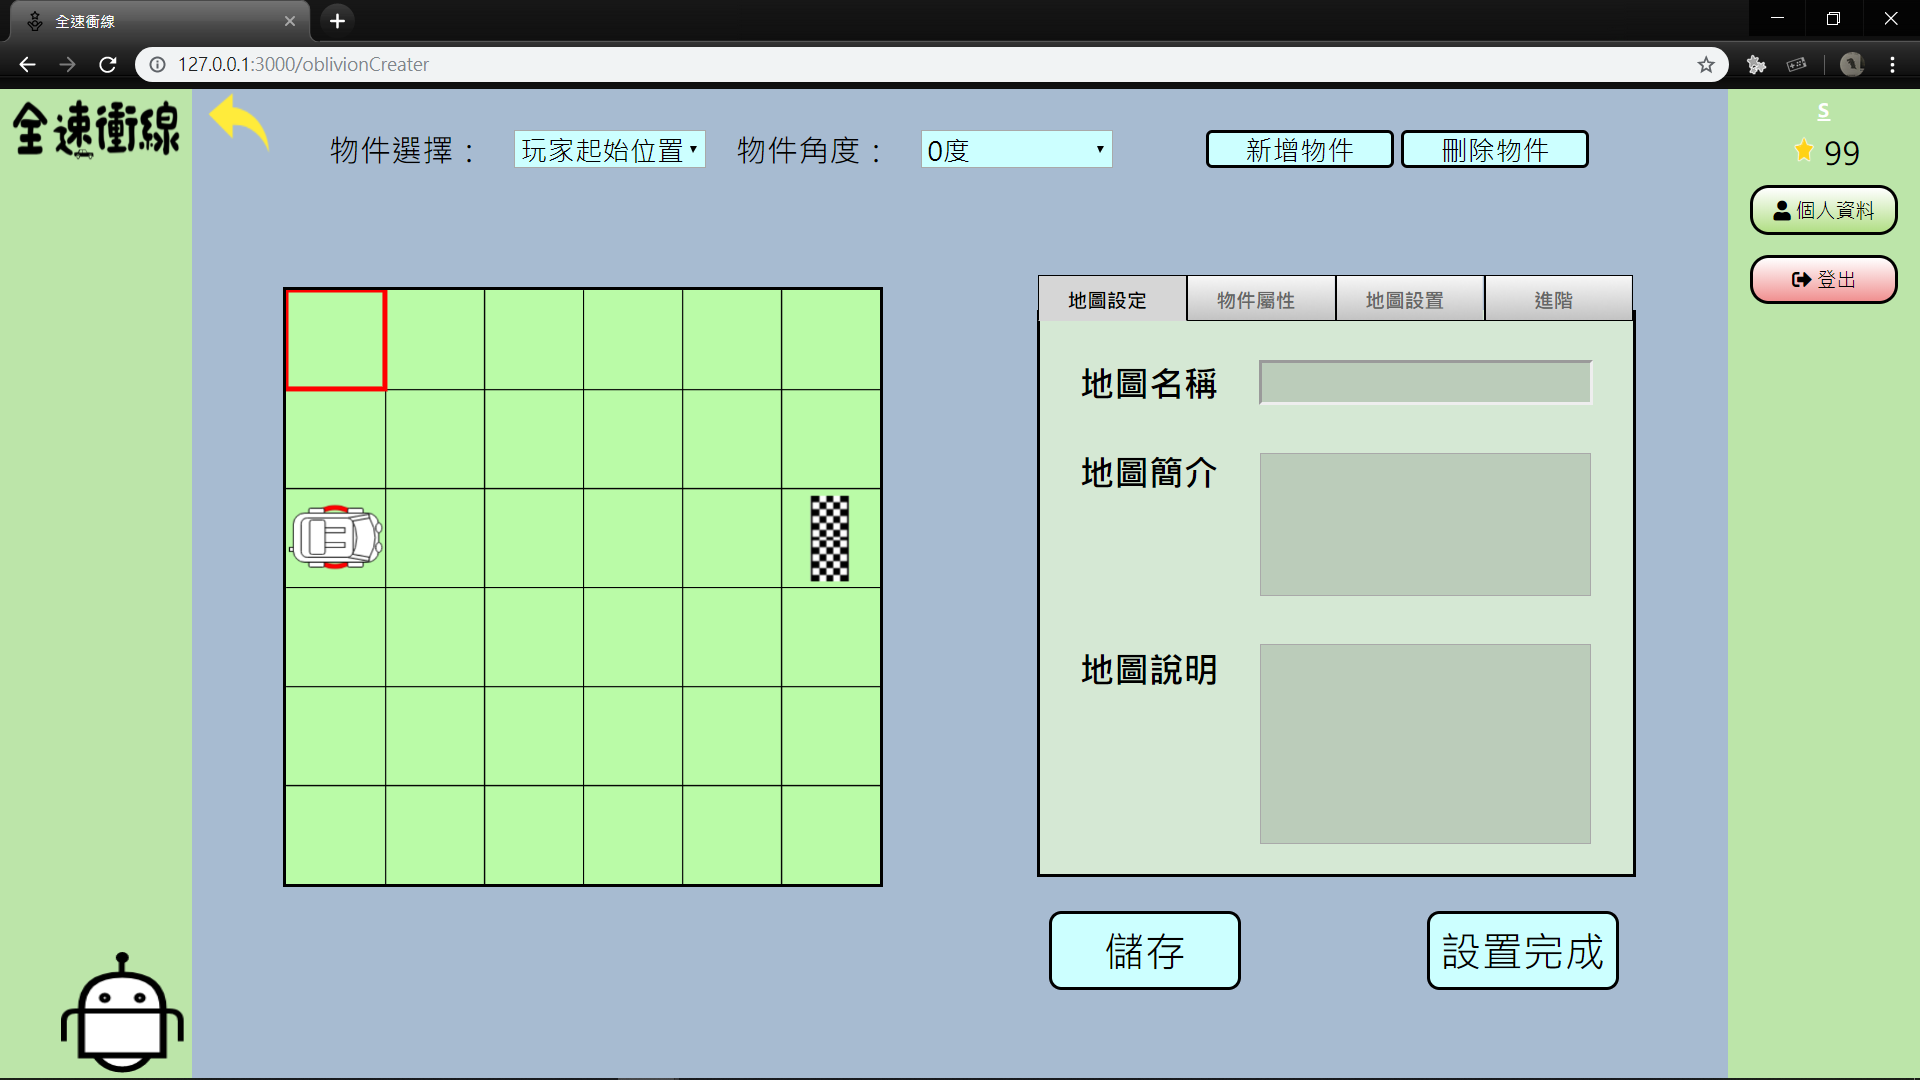 全速衝線
127.0.0.1:3000/oblivionCreater
全速衝線
物件選擇： 玩家起始位置 物件角度： 0度 新增物件 刪除物件
S
99
個人資料
登出
地圖設定 物件屬性 地圖設置 進階
地圖名稱
地圖簡介
地圖說明
儲存 設置完成